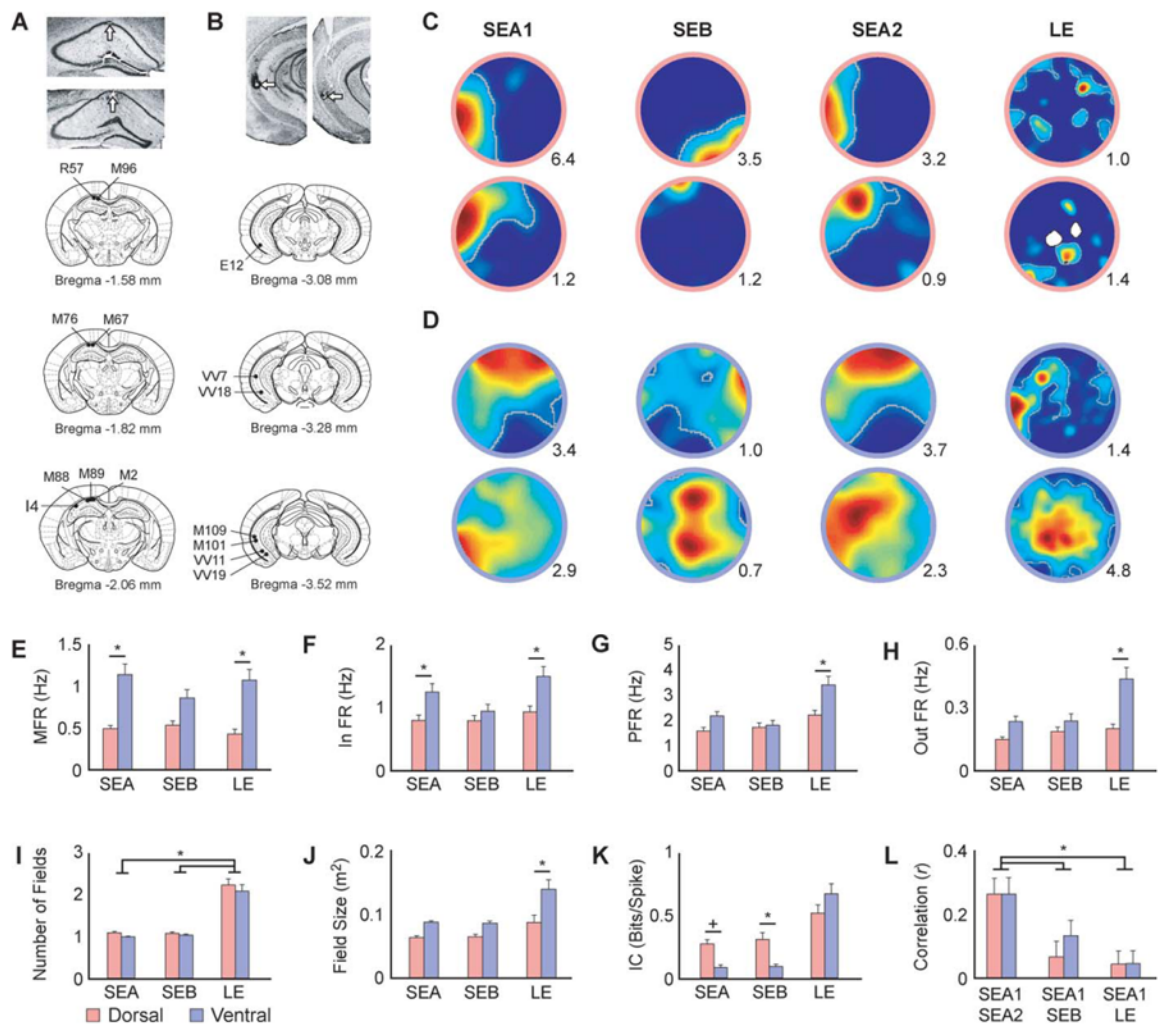 A
B
C
SEA1
SEB
SEA2
LE
6.4
3.5
3.2
1.0
R57
M96
Bregma -1.58 mm
E12
Bregma -3.08 mm
1.2
1.2
0.9
1.4
D
M76
M67
Bregma -1.82 mm
VV7
VV18
Bregma -3.28 mm
3.4
1.0
3.7
1.4
M88
M89
M2
I4
Bregma -2.06 mm
M109
M101
VV11
VV19
Bregma -3.52 mm
2.9
0.7
2.3
4.8
E
MFR (Hz)
1.5
1
0.5
0
*
*
SEA
SEB
LE
F
In FR (Hz)
2
1
0
*
*
SEA
SEB
LE
G
PFR (Hz)
5
4
3
2
1
0
*
SEA
SEB
LE
H
Out FR (Hz)
0.6
0.3
0
*
SEA
SEB
LE
I
Number of Fields
3
2
1
0
*
SEA
SEB
LE
Dorsal
Ventral
J
Field Size (m²)
0.2
0.1
0
*
SEA
SEB
LE
K
IC (Bits/Spike)
1
0.5
0
+
*
SEA
SEB
LE
L
Correlation (r)
0.4
0.2
0
*
SEA1 SEA1 SEA1
SEA2 SEB LE